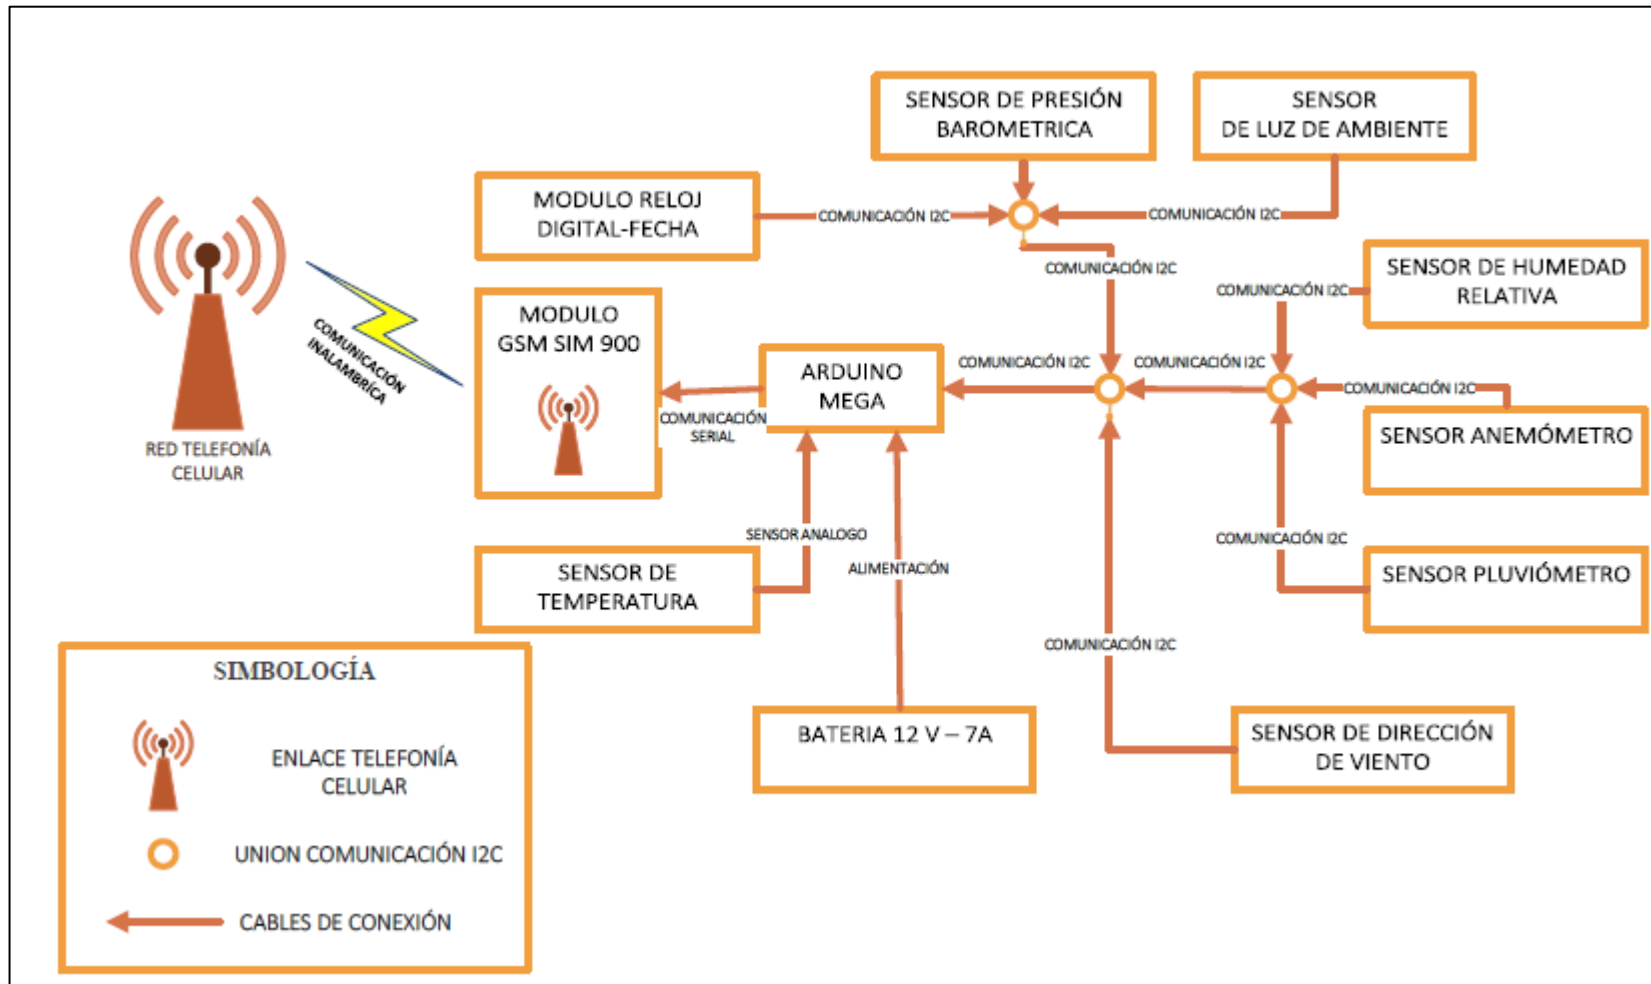 SENSOR DE PRESIÓN
BAROMETRICA
SENSOR
DE LUZ DE AMBIENTE
MODULO RELOJ
DIGITAL-FECHA
COMUNICACIÓN I2C
COMUNICACIÓN I2C
COMUNICACIÓN I2C
SENSOR DE HUMEDAD
RELATIVA
COMUNICACIÓN I2C
MODULO
GSM SIM 900
COMUNICACIÓN
INALAMBRÍCA
RED TELEFONÍA
CELULAR
ARDUINO
MEGA
COMUNICACIÓN
SERIAL
COMUNICACIÓN I2C
COMUNICACIÓN I2C
COMUNICACIÓN I2C
SENSOR ANEMÓMETRO
SENSOR ANALOGO
ALIMENTACIÓN
COMUNICACIÓN I2C
SENSOR PLUVIÓMETRO
SENSOR DE
TEMPERATURA
COMUNICACIÓN I2C
BATERIA 12 V – 7A
SENSOR DE DIRECCIÓN
DE VIENTO
SIMBOLOGÍA
ENLACE TELEFONÍA
CELULAR
UNION COMUNICACIÓN I2C
CABLES DE CONEXIÓN